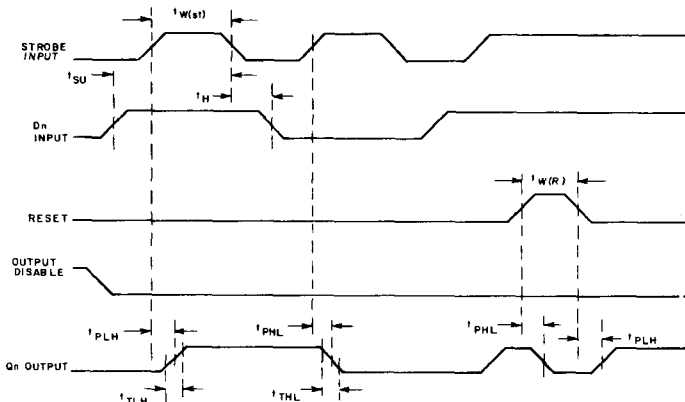 tW(st)
STROBE
INPUT
tSU
tH
Dn
INPUT
tW(R)
RESET
OUTPUT
DISABLE
tPLH
tPHL
tPHL
tPLH
Qn OUTPUT
tTLH
tTHL